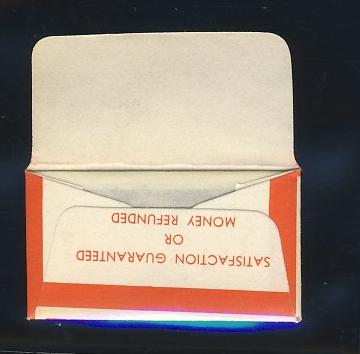 SATISFACTION GUARANTEED
OR
MONEY REFUNDED